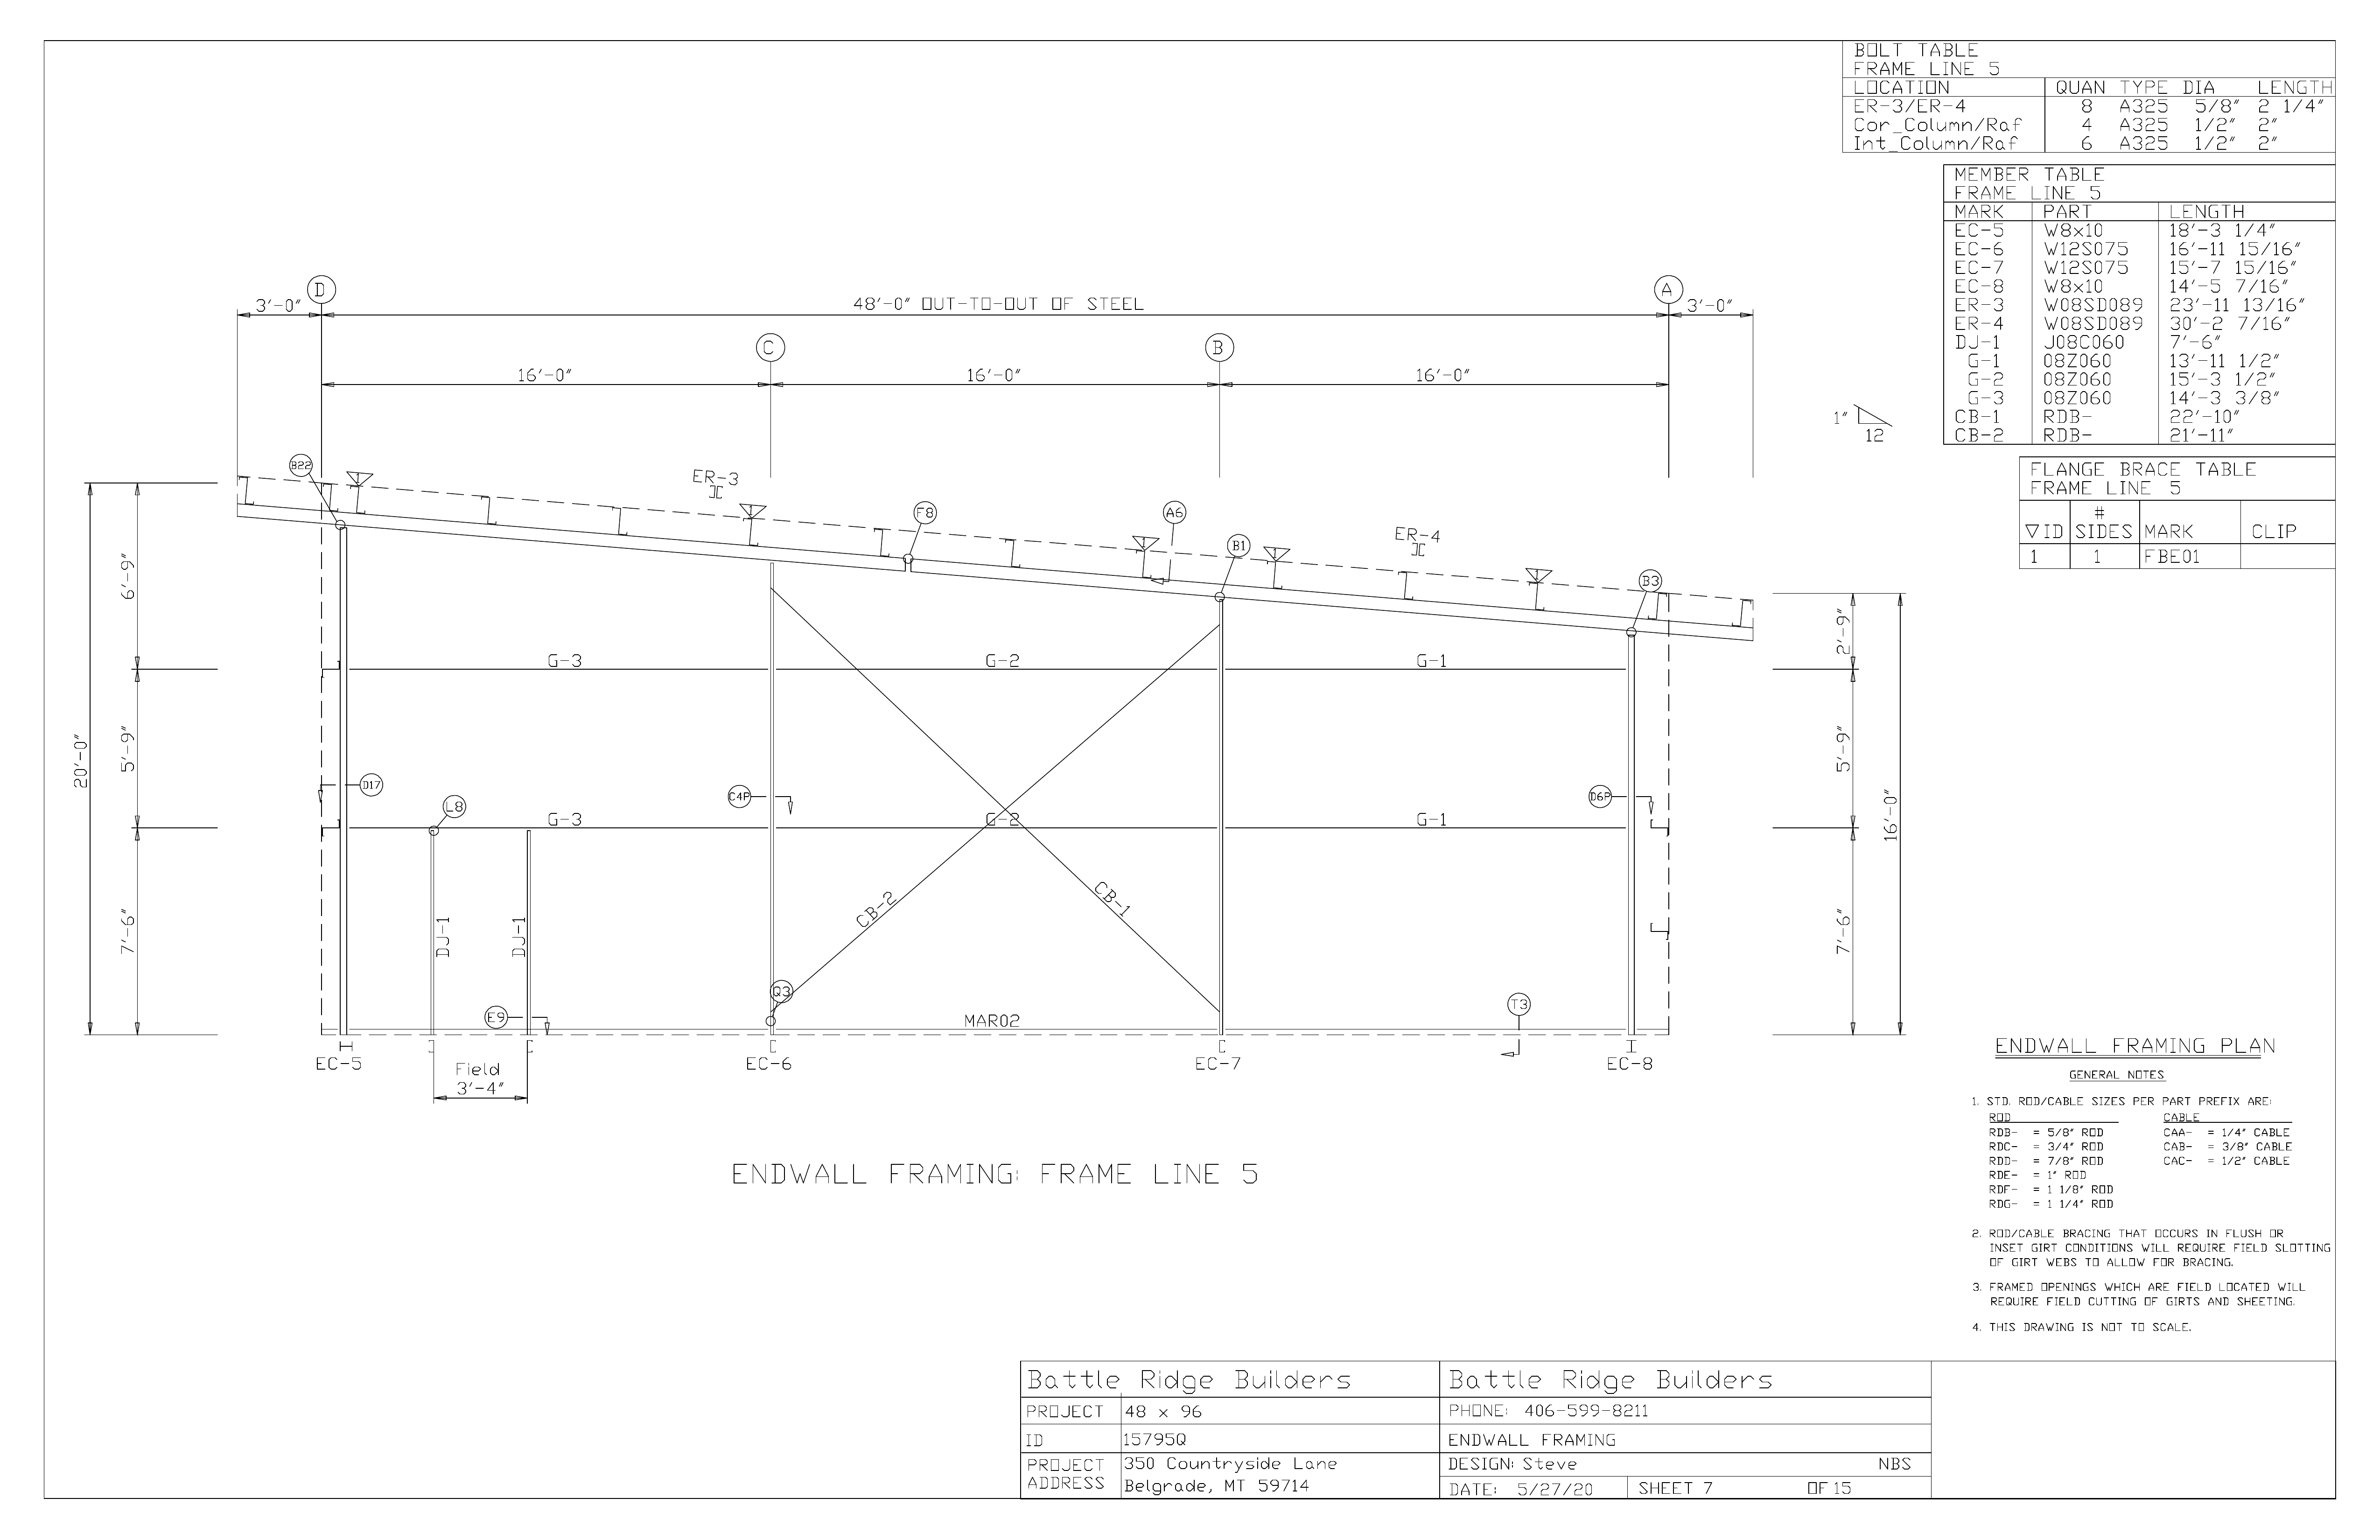 BOLT TABLE
FRAME LINE 5
LOCATION QUAN TYPE DIA LENGTH
ER-3/ER-4 8 A325 5/8" 2 1/4"
Cor_Column/Raf 4 A325 1/2" 2"
Int_Column/Raf 6 A325 1/2" 2"
MEMBER TABLE
FRAME LINE 5
MARK PART LENGTH
EC-5 W8x10 18'-3 1/4"
EC-6 W12S075 16'-11 15/16"
EC-7 W12S075 15'-7 15/16"
EC-8 W8x10 14'-5 7/16"
ER-3 W08SD089 23'-11 13/16"
ER-4 W08SD089 30'-2 7/16"
DJ-1 J08C060 7'-6"
G-1 08Z060 13'-11 1/2"
G-2 08Z060 15'-3 1/2"
G-3 08Z060 14'-3 3/8"
CB-1 RDB- 22'-10"
CB-2 RDB- 21'-11"
FLANGE BRACE TABLE
FRAME LINE 5
#
▽ID SIDES MARK CLIP
1 1 FBE01
D A
3'-0" 48'-0" OUT-TO-OUT OF STEEL 3'-0"
C B
16'-0" 16'-0" 16'-0"
1"
12
B22 1 ER-3 1 F8 A6 1 B1 1 ER-4 1 B3
6'-9" 2'-9"
G-3 G-2 G-1
20'-0" 5'-9" D17 C4P D6P 5'-9" 16'-0"
L8
G-3 G-2 G-1
7'-6" DJ-1 DJ-1 CB-2 CB-1 7'-6"
Q3
E9 MAR02 T3
EC-5 EC-6 EC-7 EC-8
Field
3'-4"
ENDWALL FRAMING: FRAME LINE 5
ENDWALL FRAMING PLAN
GENERAL NOTES
1. STD. ROD/CABLE SIZES PER PART PREFIX ARE:
ROD CABLE
RDB- = 5/8" ROD CAA- = 1/4" CABLE
RDC- = 3/4" ROD CAB- = 3/8" CABLE
RDD- = 7/8" ROD CAC- = 1/2" CABLE
RDE- = 1" ROD
RDF- = 1 1/8" ROD
RDG- = 1 1/4" ROD
2. ROD/CABLE BRACING THAT OCCURS IN FLUSH OR
INSET GIRT CONDITIONS WILL REQUIRE FIELD SLOTTING
OF GIRT WEBS TO ALLOW FOR BRACING.
3. FRAMED OPENINGS WHICH ARE FIELD LOCATED WILL
REQUIRE FIELD CUTTING OF GIRTS AND SHEETING.
4. THIS DRAWING IS NOT TO SCALE.
Battle Ridge Builders
PROJECT 48 x 96
ID 15795Q
PROJECT 350 Countryside Lane
ADDRESS Belgrade, MT 59714
Battle Ridge Builders
PHONE: 406-599-8211
ENDWALL FRAMING
DESIGN: Steve NBS
DATE: 5/27/20 SHEET 7 OF 15